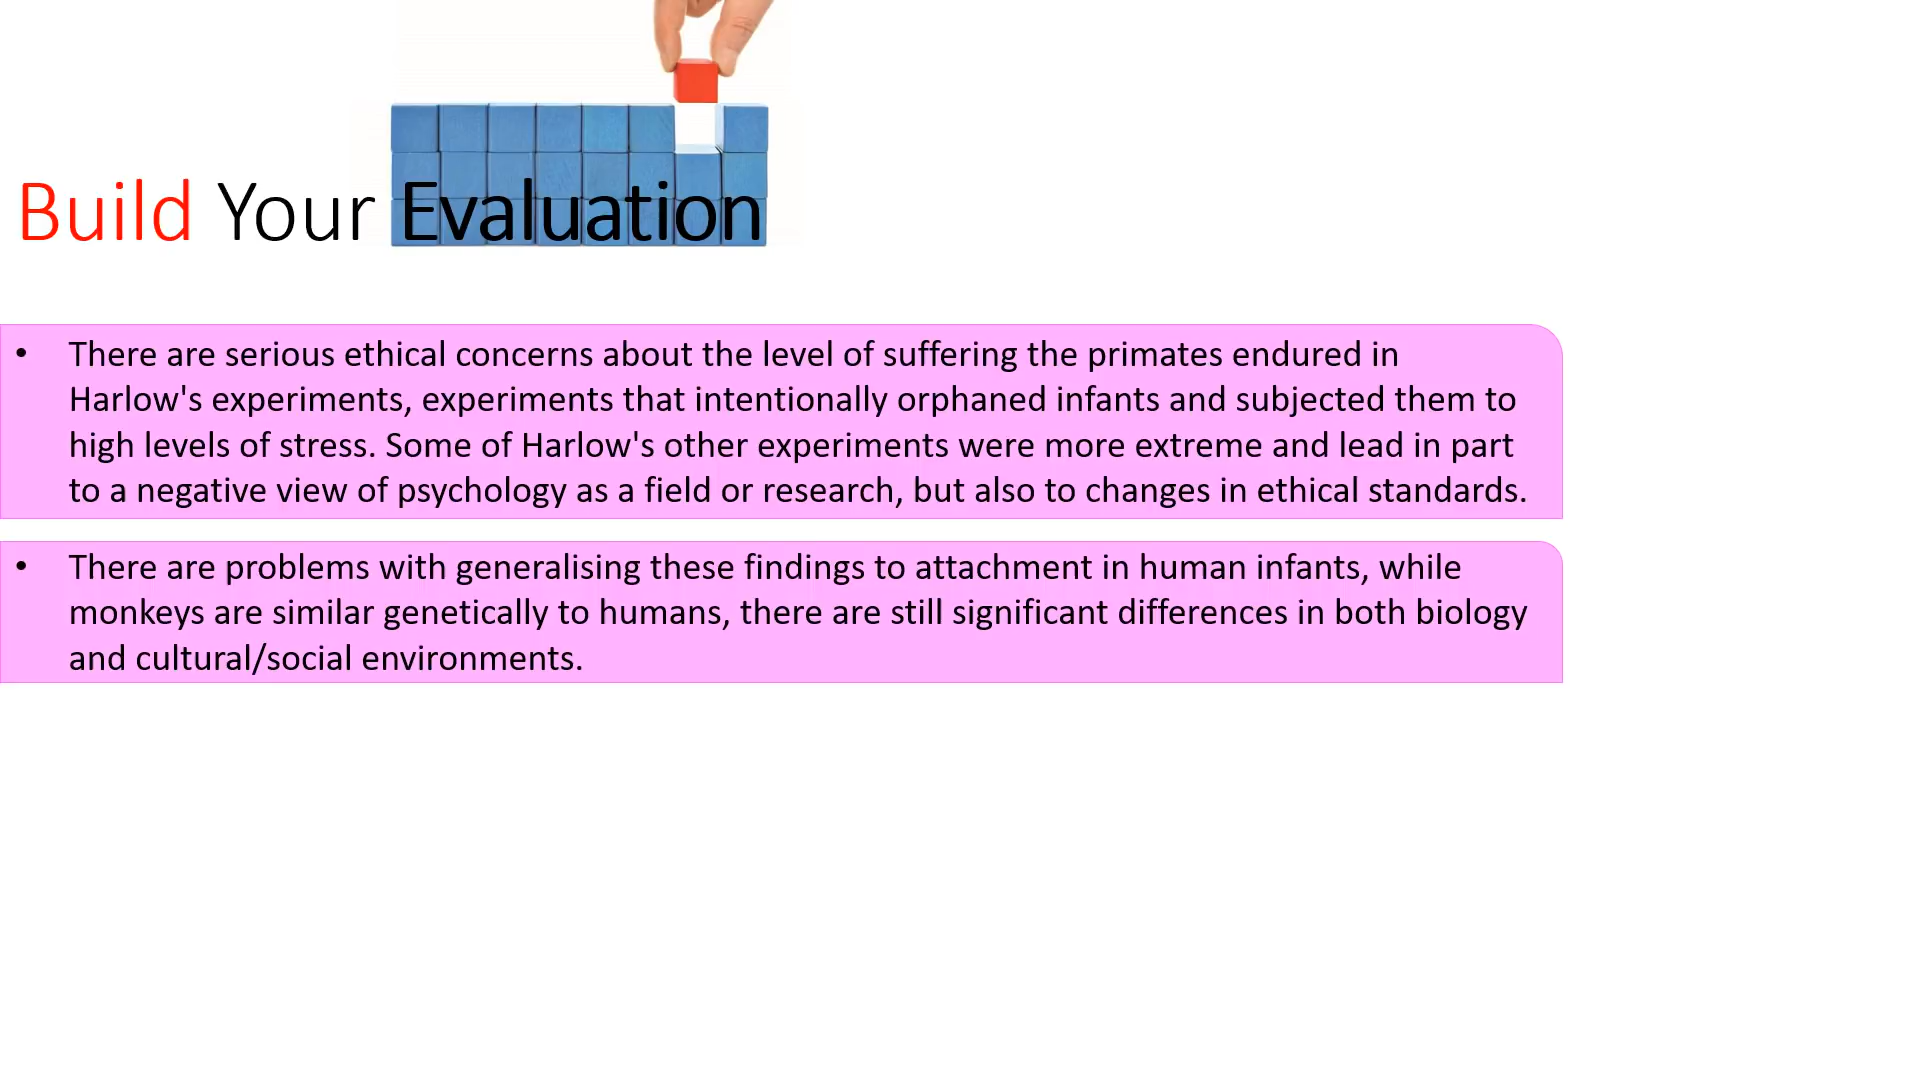 Build Your Evaluation
• There are serious ethical concerns about the level of suffering the primates endured in
Harlow's experiments, experiments that intentionally orphaned infants and subjected them to
high levels of stress. Some of Harlow's other experiments were more extreme and lead in part
to a negative view of psychology as a field or research, but also to changes in ethical standards.
• There are problems with generalising these findings to attachment in human infants, while
monkeys are similar genetically to humans, there are still significant differences in both biology
and cultural/social environments.